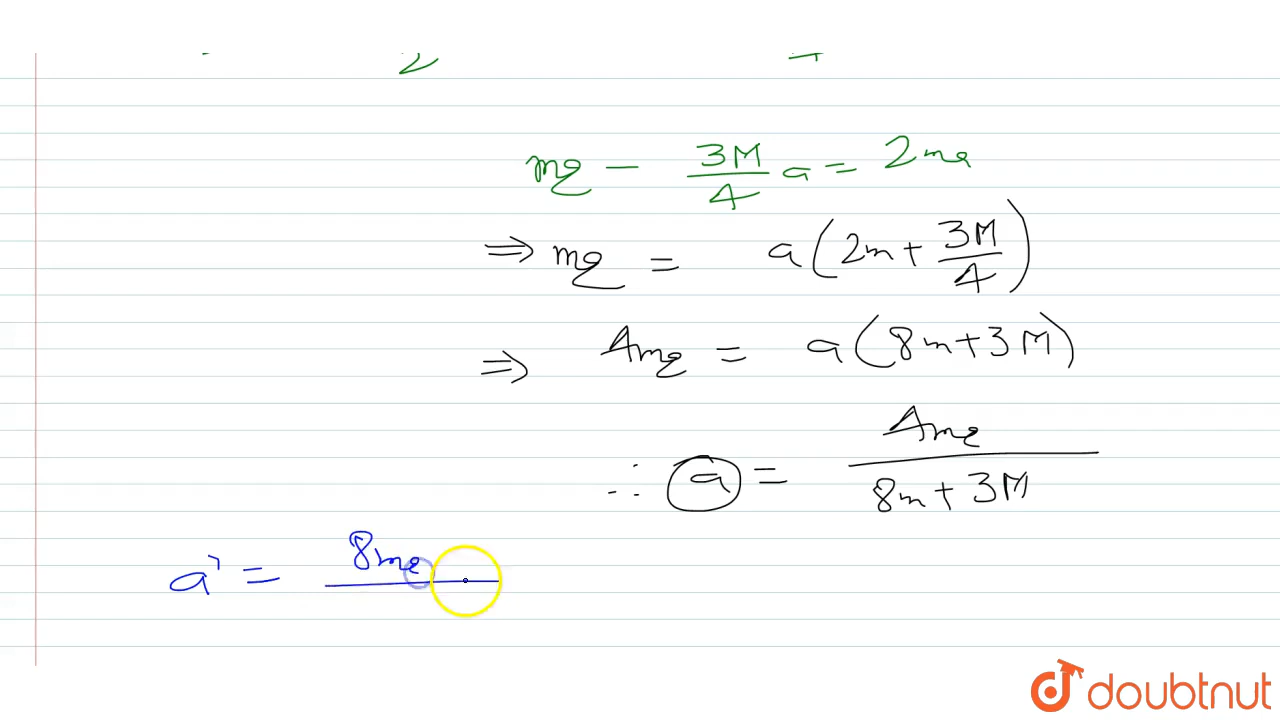 mg - 3M/4 a = 2ma
⇒ mg = a(2m + 3M/4)
⇒ 4mg = a(8m + 3M)
∴ a = 4mg / 8m + 3M
a' = 8mg
doubtnut